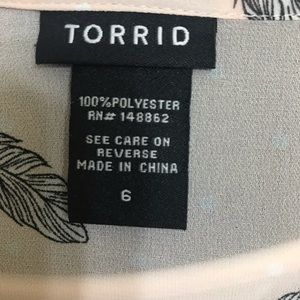 TORRID
100%POLYESTER
RN# 148862
SEE CARE ON
REVERSE
MADE IN CHINA
6